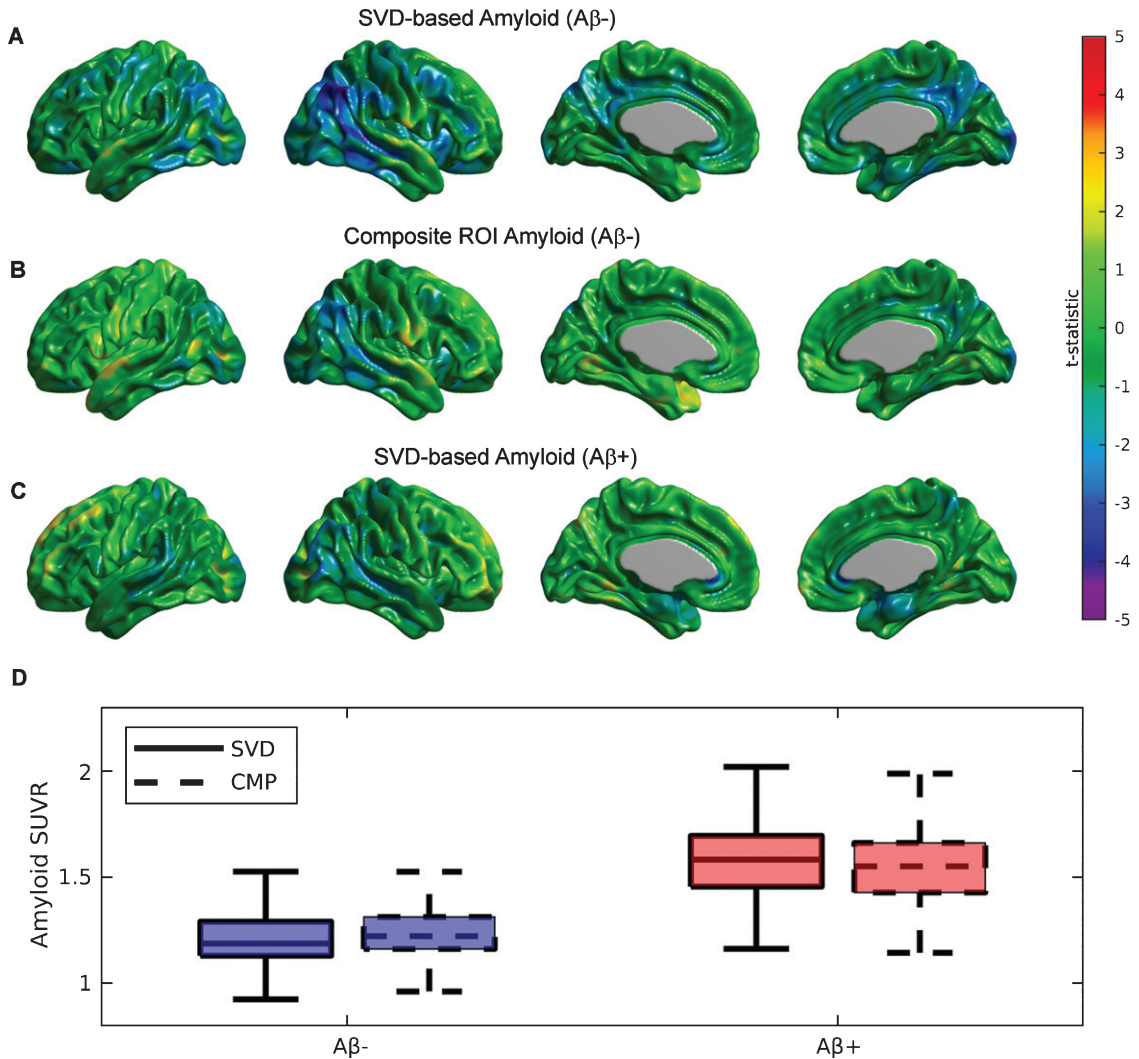 SVD-based Amyloid (Aβ-)
A
Composite ROI Amyloid (Aβ-)
B
SVD-based Amyloid (Aβ+)
C
5
4
3
2
1
0
-1
-2
-3
-4
-5
t-statistic
D
SVD
CMP
2
1.5
1
Amyloid SUVR
Aβ-
Aβ+